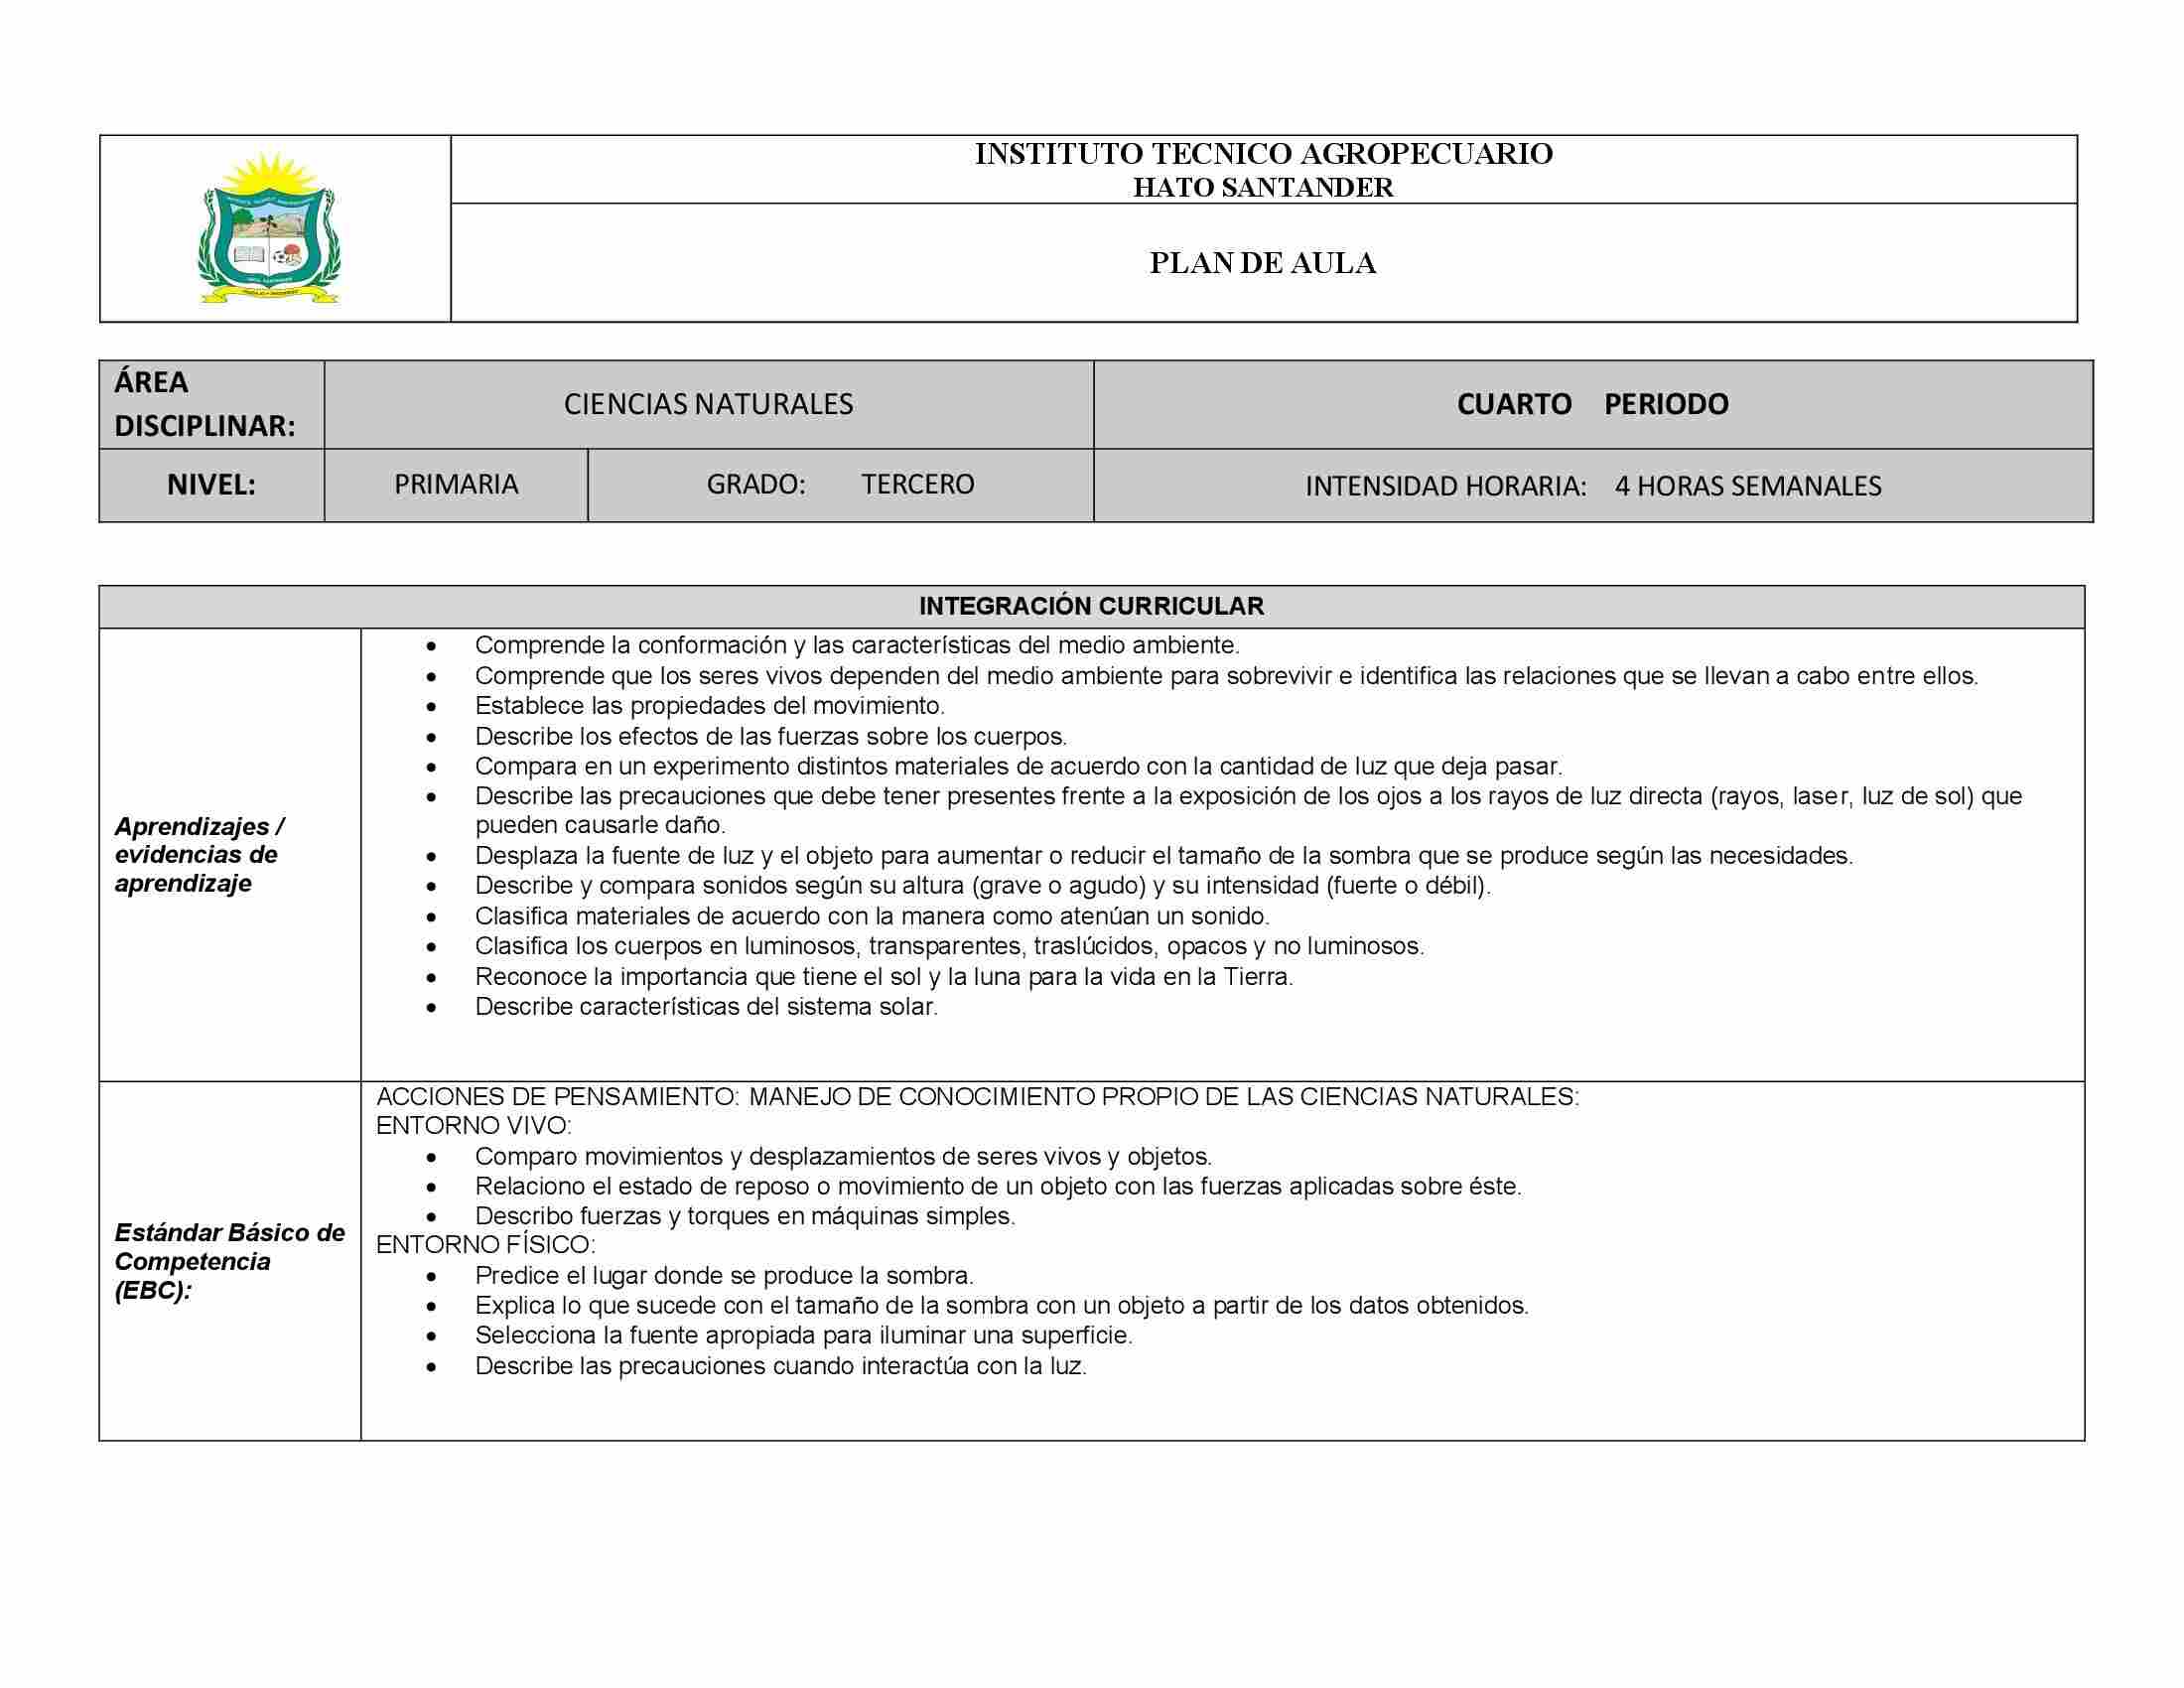 INSTITUTO TECNICO AGROPECUARIO
HATO SANTANDER
PLAN DE AULA
ÁREA DISCIPLINAR:
CIENCIAS NATURALES
CUARTO PERIODO
NIVEL:
PRIMARIA
GRADO: TERCERO
INTENSIDAD HORARIA: 4 HORAS SEMANALES
INTEGRACIÓN CURRICULAR
Aprendizajes /
evidencias de
aprendizaje
• Comprende la conformación y las características del medio ambiente.
• Comprende que los seres vivos dependen del medio ambiente para sobrevivir e identifica las relaciones que se llevan a cabo entre ellos.
• Establece las propiedades del movimiento.
• Describe los efectos de las fuerzas sobre los cuerpos.
• Compara en un experimento distintos materiales de acuerdo con la cantidad de luz que deja pasar.
• Describe las precauciones que debe tener presentes frente a la exposición de los ojos a los rayos de luz directa (rayos, laser, luz de sol) que
pueden causarle daño.
• Desplaza la fuente de luz y el objeto para aumentar o reducir el tamaño de la sombra que se produce según las necesidades.
• Describe y compara sonidos según su altura (grave o agudo) y su intensidad (fuerte o débil).
• Clasifica materiales de acuerdo con la manera como atenúan un sonido.
• Clasifica los cuerpos en luminosos, transparentes, traslúcidos, opacos y no luminosos.
• Reconoce la importancia que tiene el sol y la luna para la vida en la Tierra.
• Describe características del sistema solar.
Estándar Básico de
Competencia
(EBC):
ACCIONES DE PENSAMIENTO: MANEJO DE CONOCIMIENTO PROPIO DE LAS CIENCIAS NATURALES:
ENTORNO VIVO:
• Comparo movimientos y desplazamientos de seres vivos y objetos.
• Relaciono el estado de reposo o movimiento de un objeto con las fuerzas aplicadas sobre éste.
• Describo fuerzas y torques en máquinas simples.
ENTORNO FÍSICO:
• Predice el lugar donde se produce la sombra.
• Explica lo que sucede con el tamaño de la sombra con un objeto a partir de los datos obtenidos.
• Selecciona la fuente apropiada para iluminar una superficie.
• Describe las precauciones cuando interactúa con la luz.